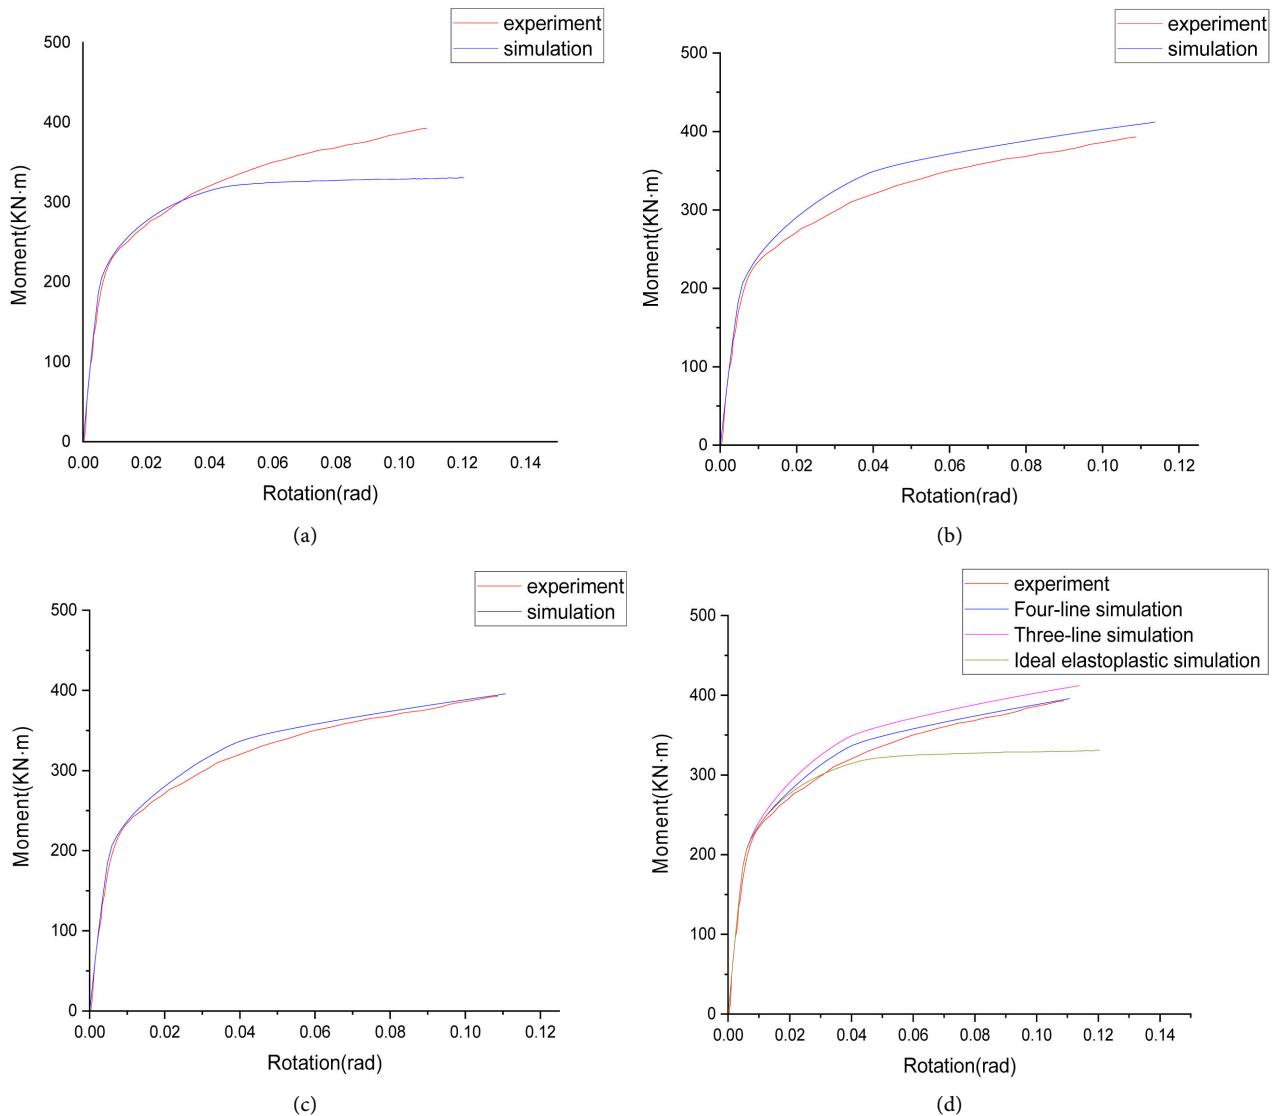 experiment
simulation
500
400
300
200
100
0
0.00 0.02 0.04 0.06 0.08 0.10 0.12 0.14
Moment(KN·m)
Rotation(rad)
(a)
experiment
simulation
500
400
300
200
100
0
0.00 0.02 0.04 0.06 0.08 0.10 0.12
Moment(KN·m)
Rotation(rad)
(b)
experiment
simulation
500
400
300
200
100
0
0.00 0.02 0.04 0.06 0.08 0.10 0.12
Moment(KN·m)
Rotation(rad)
(c)
experiment
Four-line simulation
Three-line simulation
Ideal elastoplastic simulation
500
400
300
200
100
0
0.00 0.02 0.04 0.06 0.08 0.10 0.12 0.14
Moment(KN·m)
Rotation(rad)
(d)